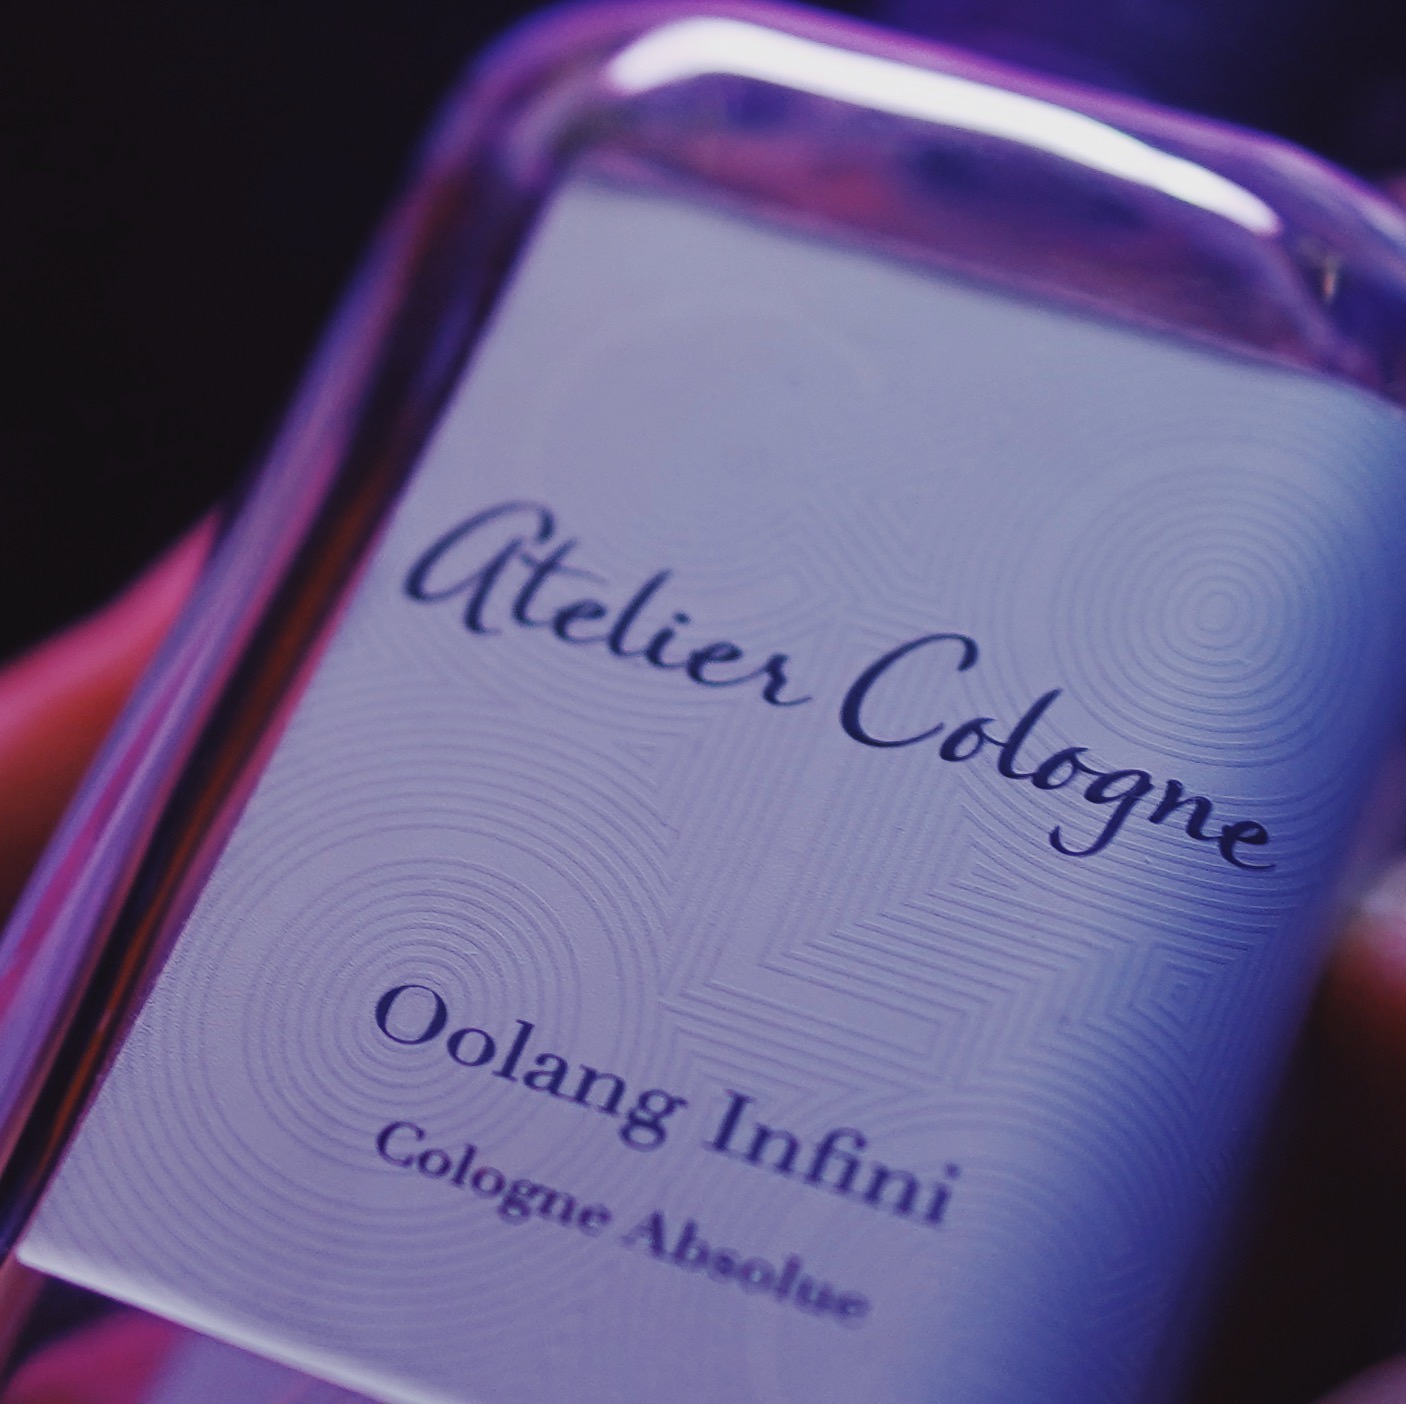 Atelier Cologne
Oolang Infini
Cologne Absolue